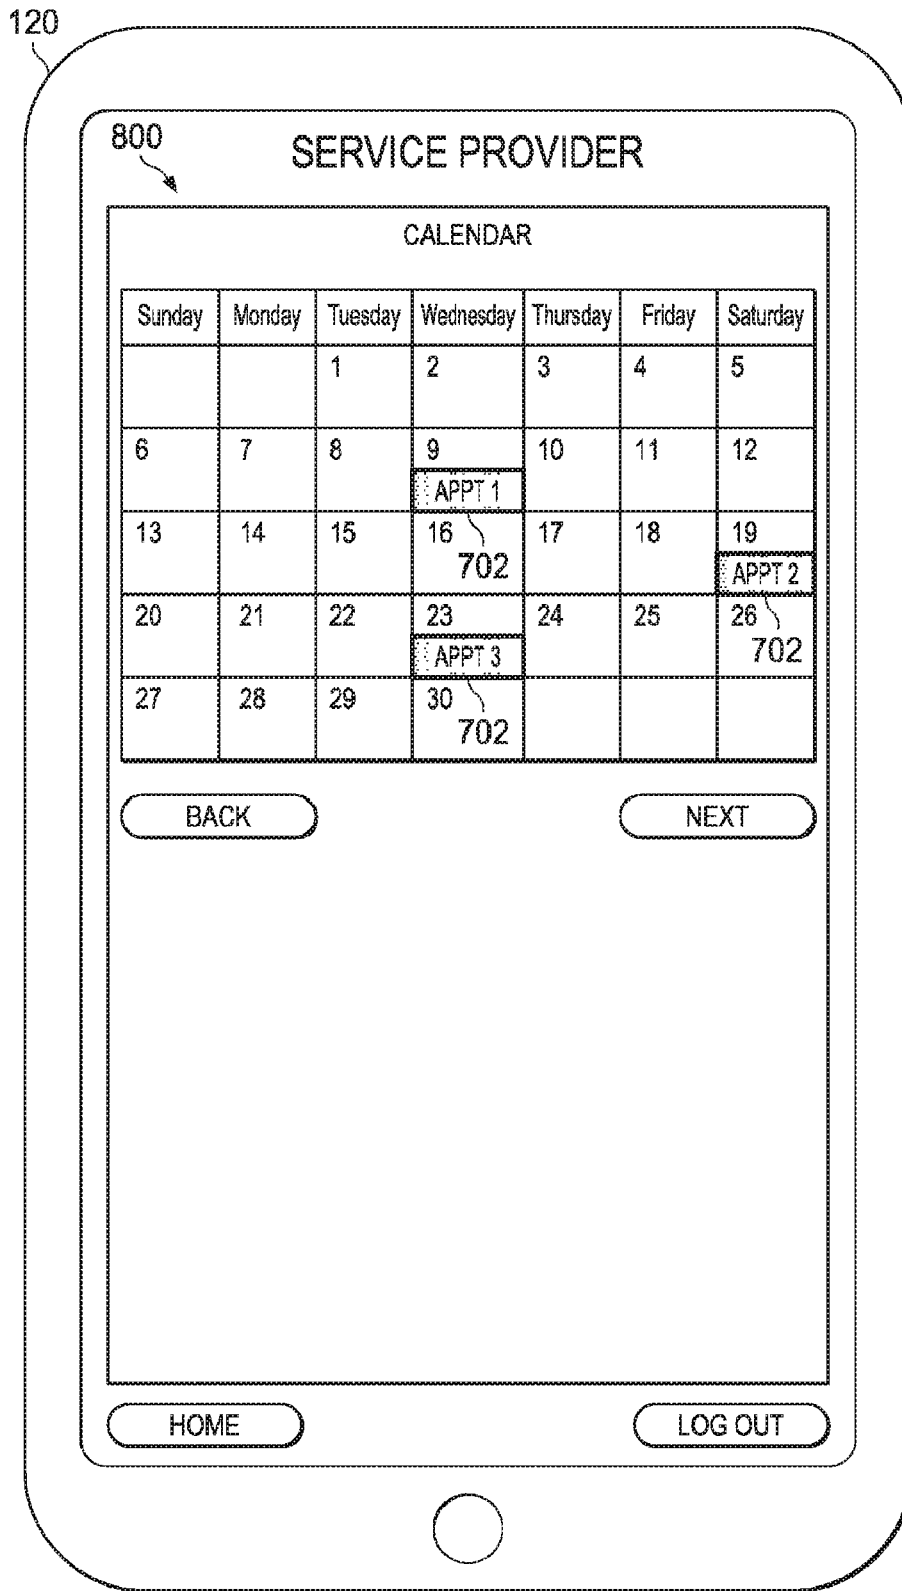 120
800
SERVICE PROVIDER
CALENDAR
Sunday Monday Tuesday Wednesday Thursday Friday Saturday
1 2 3 4 5
6 7 8 9 10 11 12
APPT 1
13 14 15 16 17 18 19
702
APPT 2
20 21 22 23 24 25 26
APPT 3
702
27 28 29 30
702
BACK NEXT
HOME LOG OUT